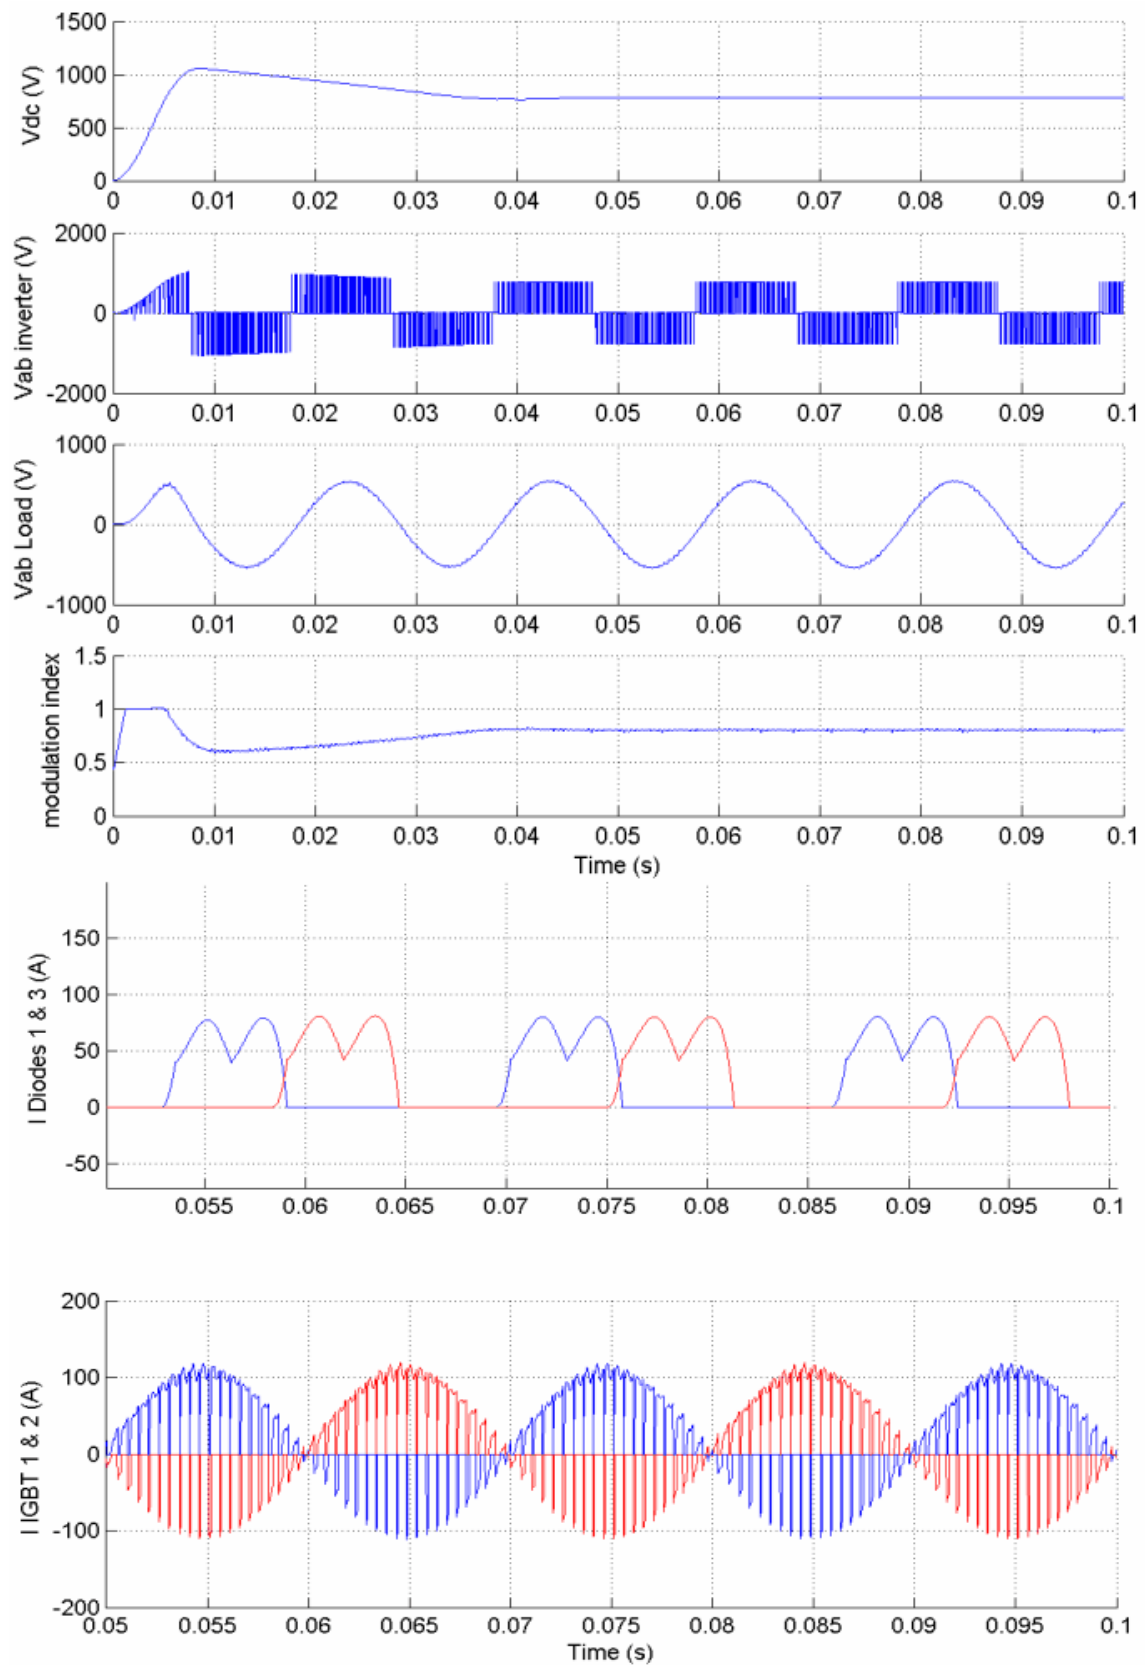 1500
1000
500
0
Vdc (V)
0 0.01 0.02 0.03 0.04 0.05 0.06 0.07 0.08 0.09 0.1
2000
0
-2000
Vab inverter (V)
0 0.01 0.02 0.03 0.04 0.05 0.06 0.07 0.08 0.09 0.1
1000
0
-1000
Vab Load (V)
0 0.01 0.02 0.03 0.04 0.05 0.06 0.07 0.08 0.09 0.1
1.5
1
0.5
0
modulation index
0 0.01 0.02 0.03 0.04 0.05 0.06 0.07 0.08 0.09 0.1
Time (s)
150
100
50
0
-50
I Diodes 1 & 3 (A)
0.055 0.06 0.065 0.07 0.075 0.08 0.085 0.09 0.095 0.1
200
100
0
-100
-200
I IGBT 1 & 2 (A)
0.05 0.055 0.06 0.065 0.07 0.075 0.08 0.085 0.09 0.095 0.1
Time (s)